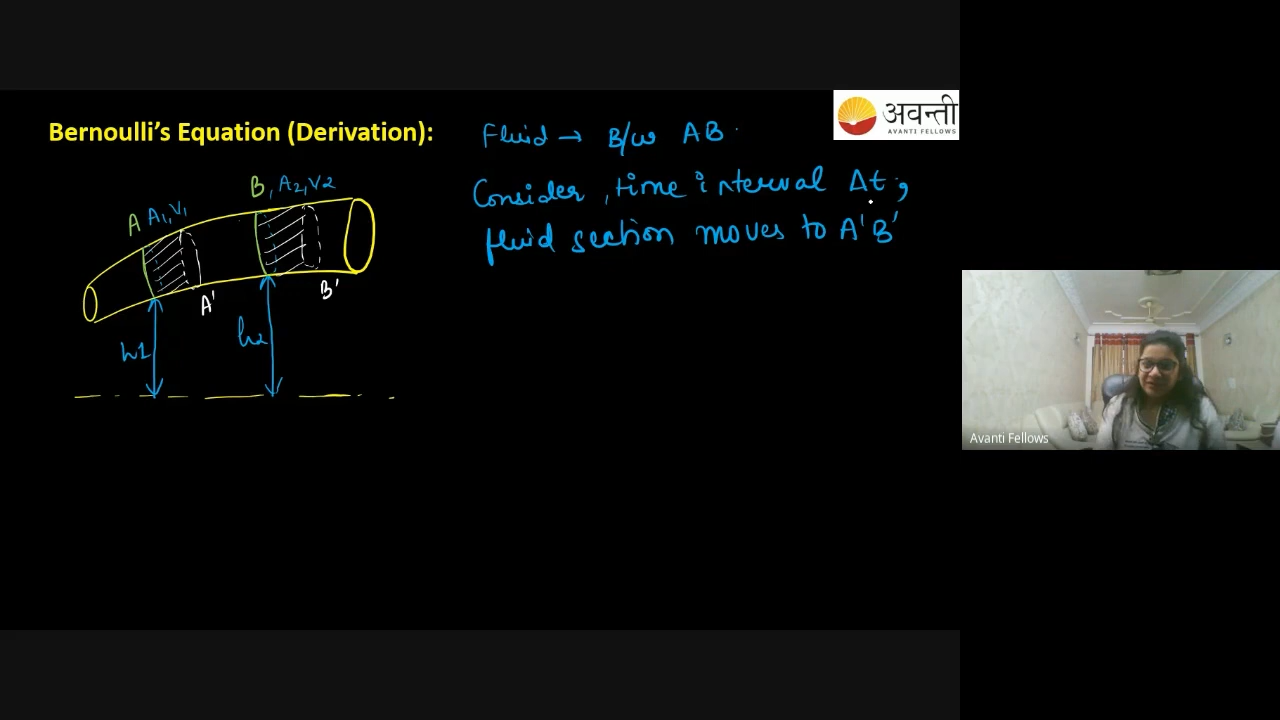 Bernoulli's Equation (Derivation):
Fluid → B/w AB.
Consider, time interval Δt,
fluid section moves to A'B'
अवन्ती
AVANTI FELLOWS
B, A2, V2
A A1, V1
A'
B'
h1
h2
Avanti Fellows